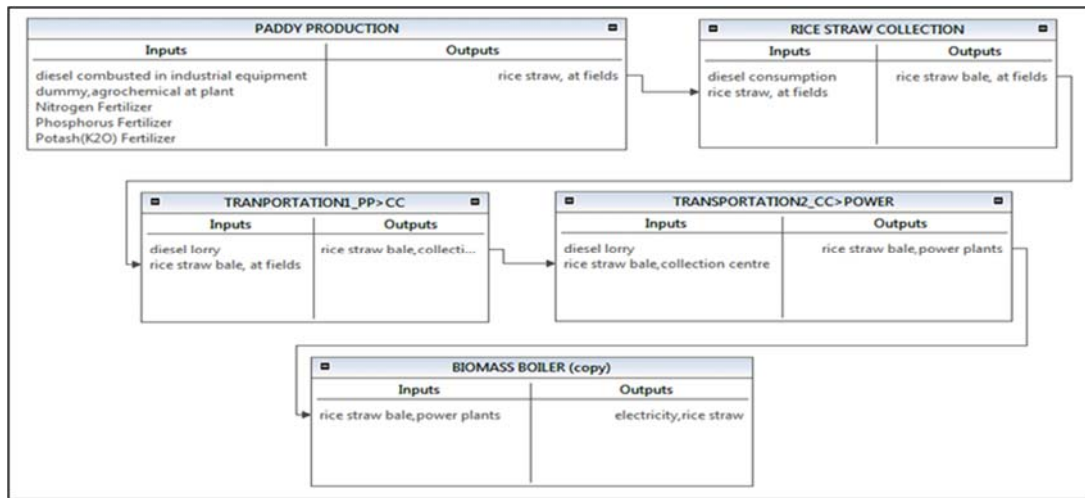 PADDY PRODUCTION
Inputs
Outputs
diesel combusted in industrial equipment
dummy,agrochemical at plant
Nitrogen Fertilizer
Phosphorus Fertilizer
Potash(K2O) Fertilizer
rice straw, at fields
RICE STRAW COLLECTION
Inputs
Outputs
diesel consumption
rice straw, at fields
rice straw bale, at fields
TRANPORTATION1_PP>CC
Inputs
Outputs
diesel lorry
rice straw bale, at fields
rice straw bale,collecti...
TRANSPORTATION2_CC>POWER
Inputs
Outputs
diesel lorry
rice straw bale,collection centre
rice straw bale,power plants
BIOMASS BOILER (copy)
Inputs
Outputs
rice straw bale,power plants
electricity,rice straw